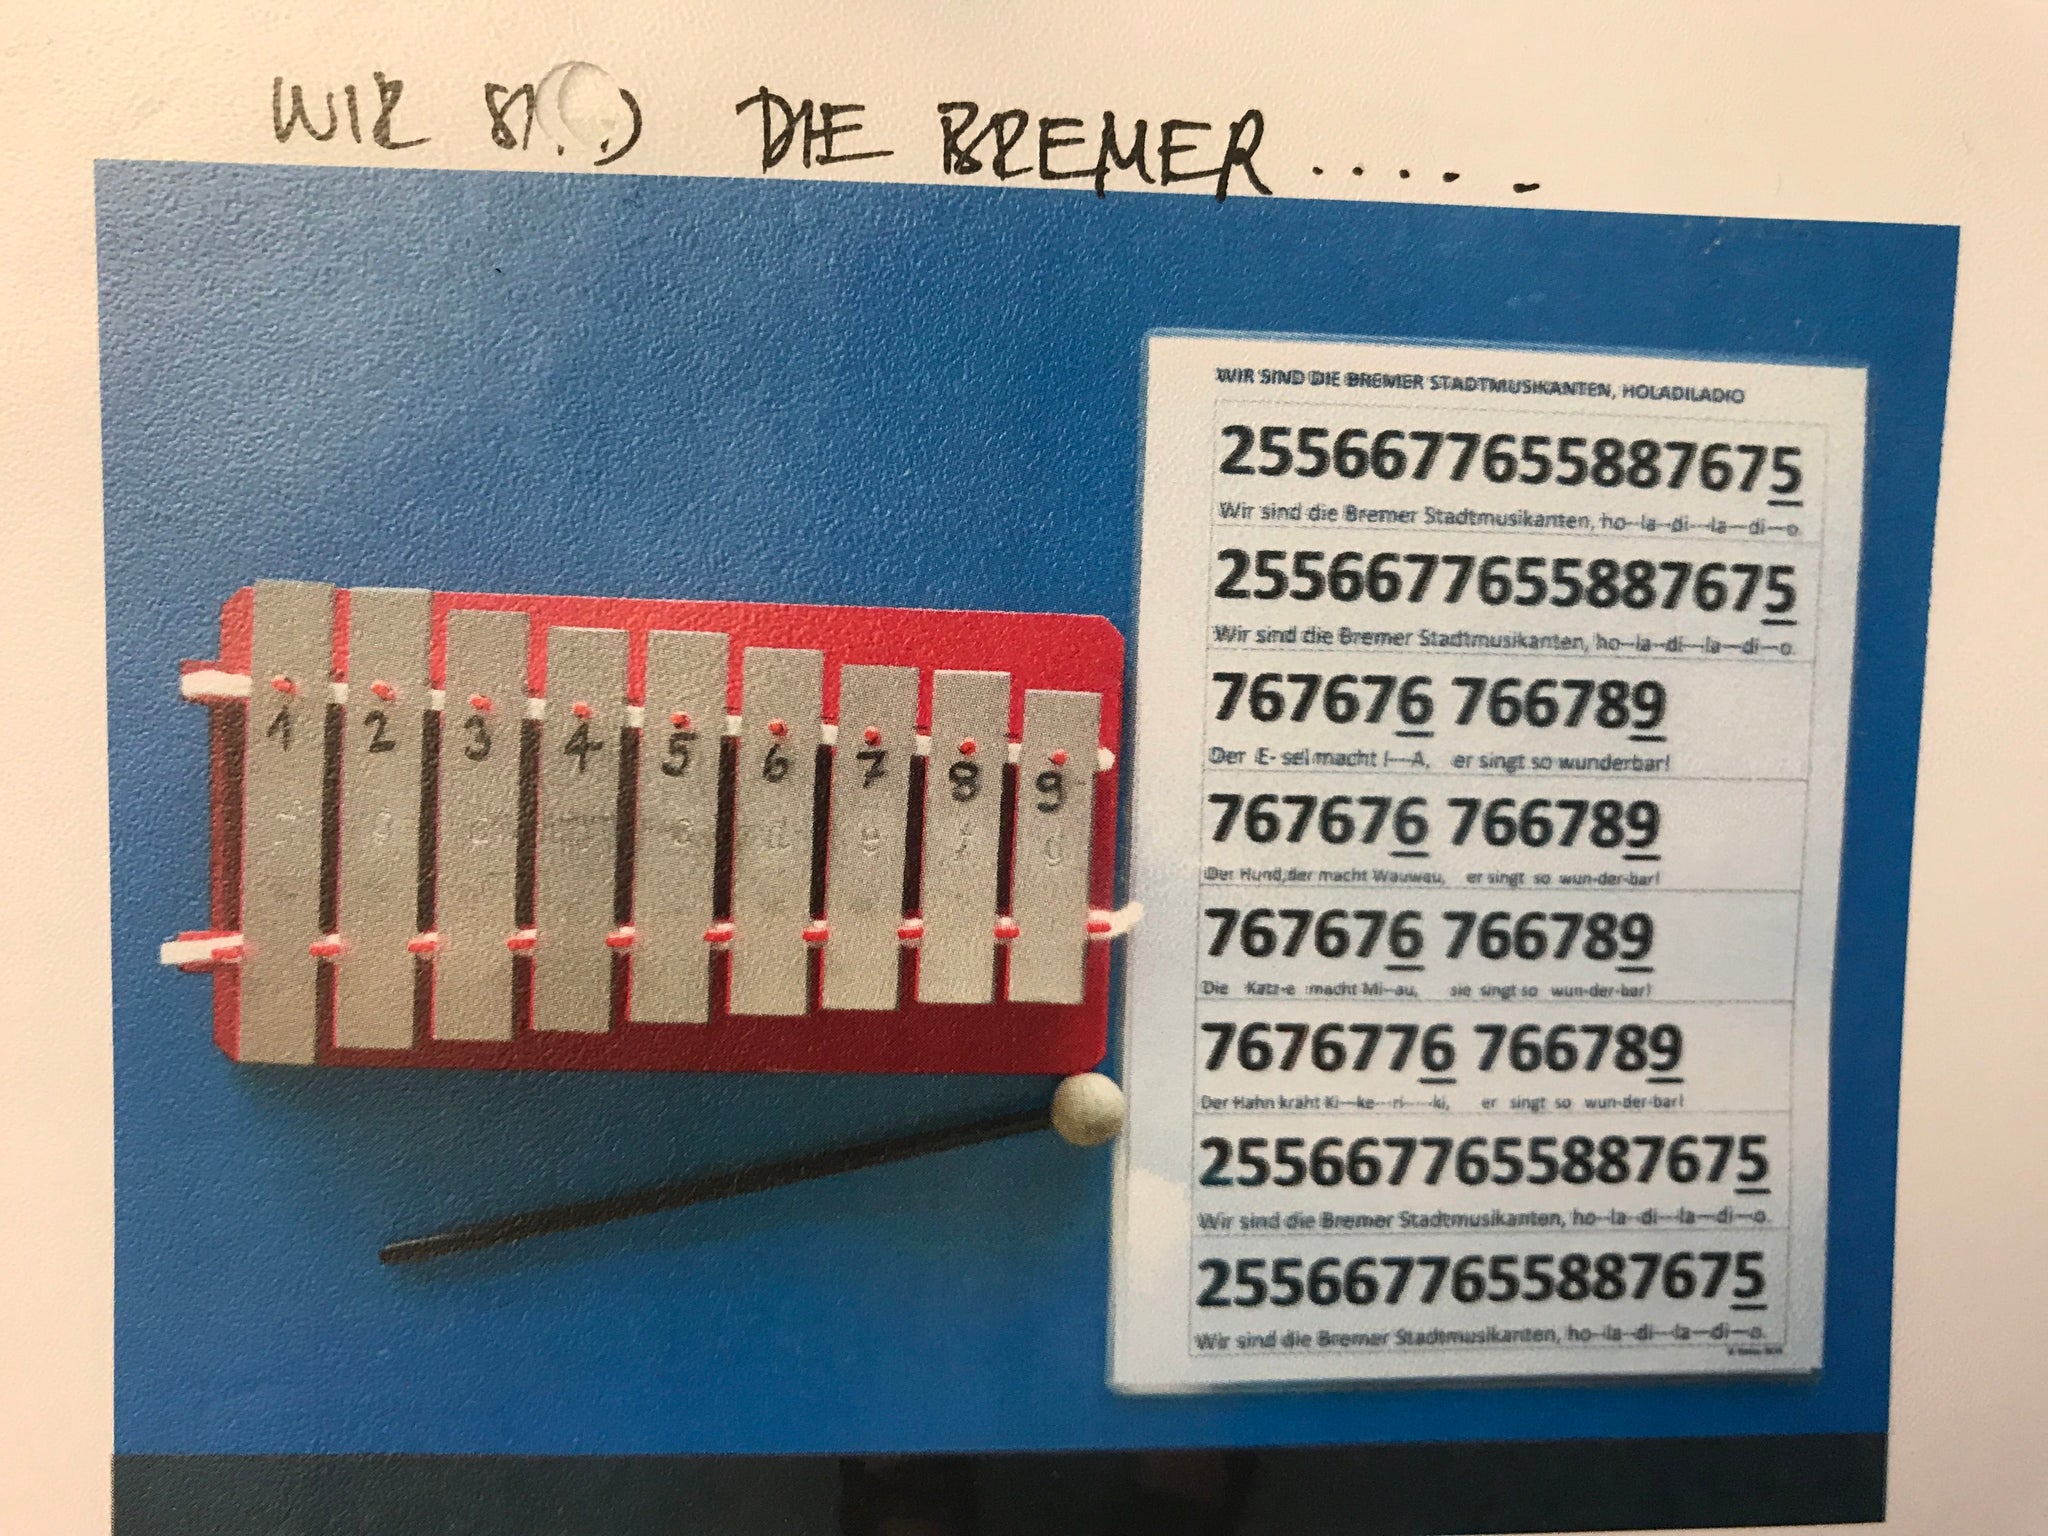 WIR DIE BREMER.....
1 2 3 4 5 6 7 8 9
WIR SIND DIE BREMER STADTMUSIKANTEN, HOLADILADIO
2556677655887675
Wir sind die Bremer Stadtmusikanten, ho--la--di--la--di--o.
2556677655887675
Wir sind die Bremer Stadtmusikanten, ho--la--di--la--di--o.
7676767 766789
Der E- sel macht I---A, er singt so wunderbar!
767676 766789
Der Hund,der macht Wauwau, er singt so wun-der-bar!
767676 766789
Die Katz-e macht Mi--au, sie singt so wun-der-bar!
7676776 766789
Der Hahn kräht Ki--ke---ri----ki, er singt so wun-der-bar!
2556677655887675
Wir sind die Bremer Stadtmusikanten, ho--la--di--la--di--o.
2556677655887675
Wir sind die Bremer Stadtmusikanten, ho--la--di--la--di--o.